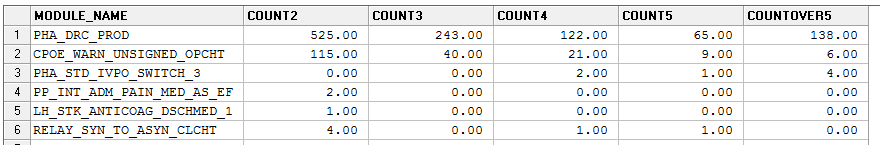 MODULE_NAME COUNT2 COUNT3 COUNT4 COUNT5 COUNTOVER5
1 PHA_DRC_PROD 525.00 243.00 122.00 65.00 138.00
2 CPOE_WARN_UNSIGNED_OPCHT 115.00 40.00 21.00 9.00 6.00
3 PHA_STD_IVPO_SWITCH_3 0.00 0.00 2.00 1.00 4.00
4 PP_INT_ADM_PAIN_MED_AS_EF 2.00 0.00 0.00 0.00 0.00
5 LH_STK_ANTICOAG_DSCHMED_1 1.00 0.00 0.00 0.00 0.00
6 RELAY_SYN_TO_ASYN_CLCHT 4.00 0.00 1.00 1.00 0.00